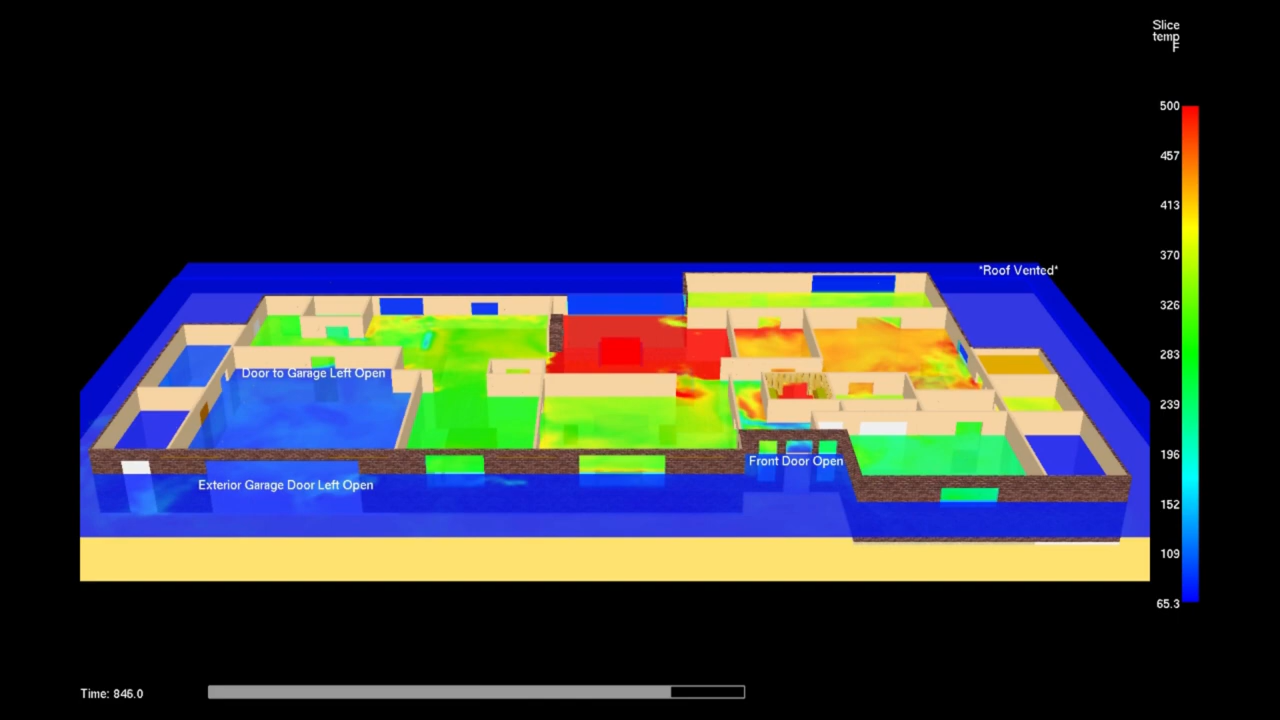 Slice
temp
F
500
457
413
370
326
283
239
196
152
109
65.3
*Roof Vented*
Door to Garage Left Open
Front Door Open
Exterior Garage Door Left Open
Time: 846.0